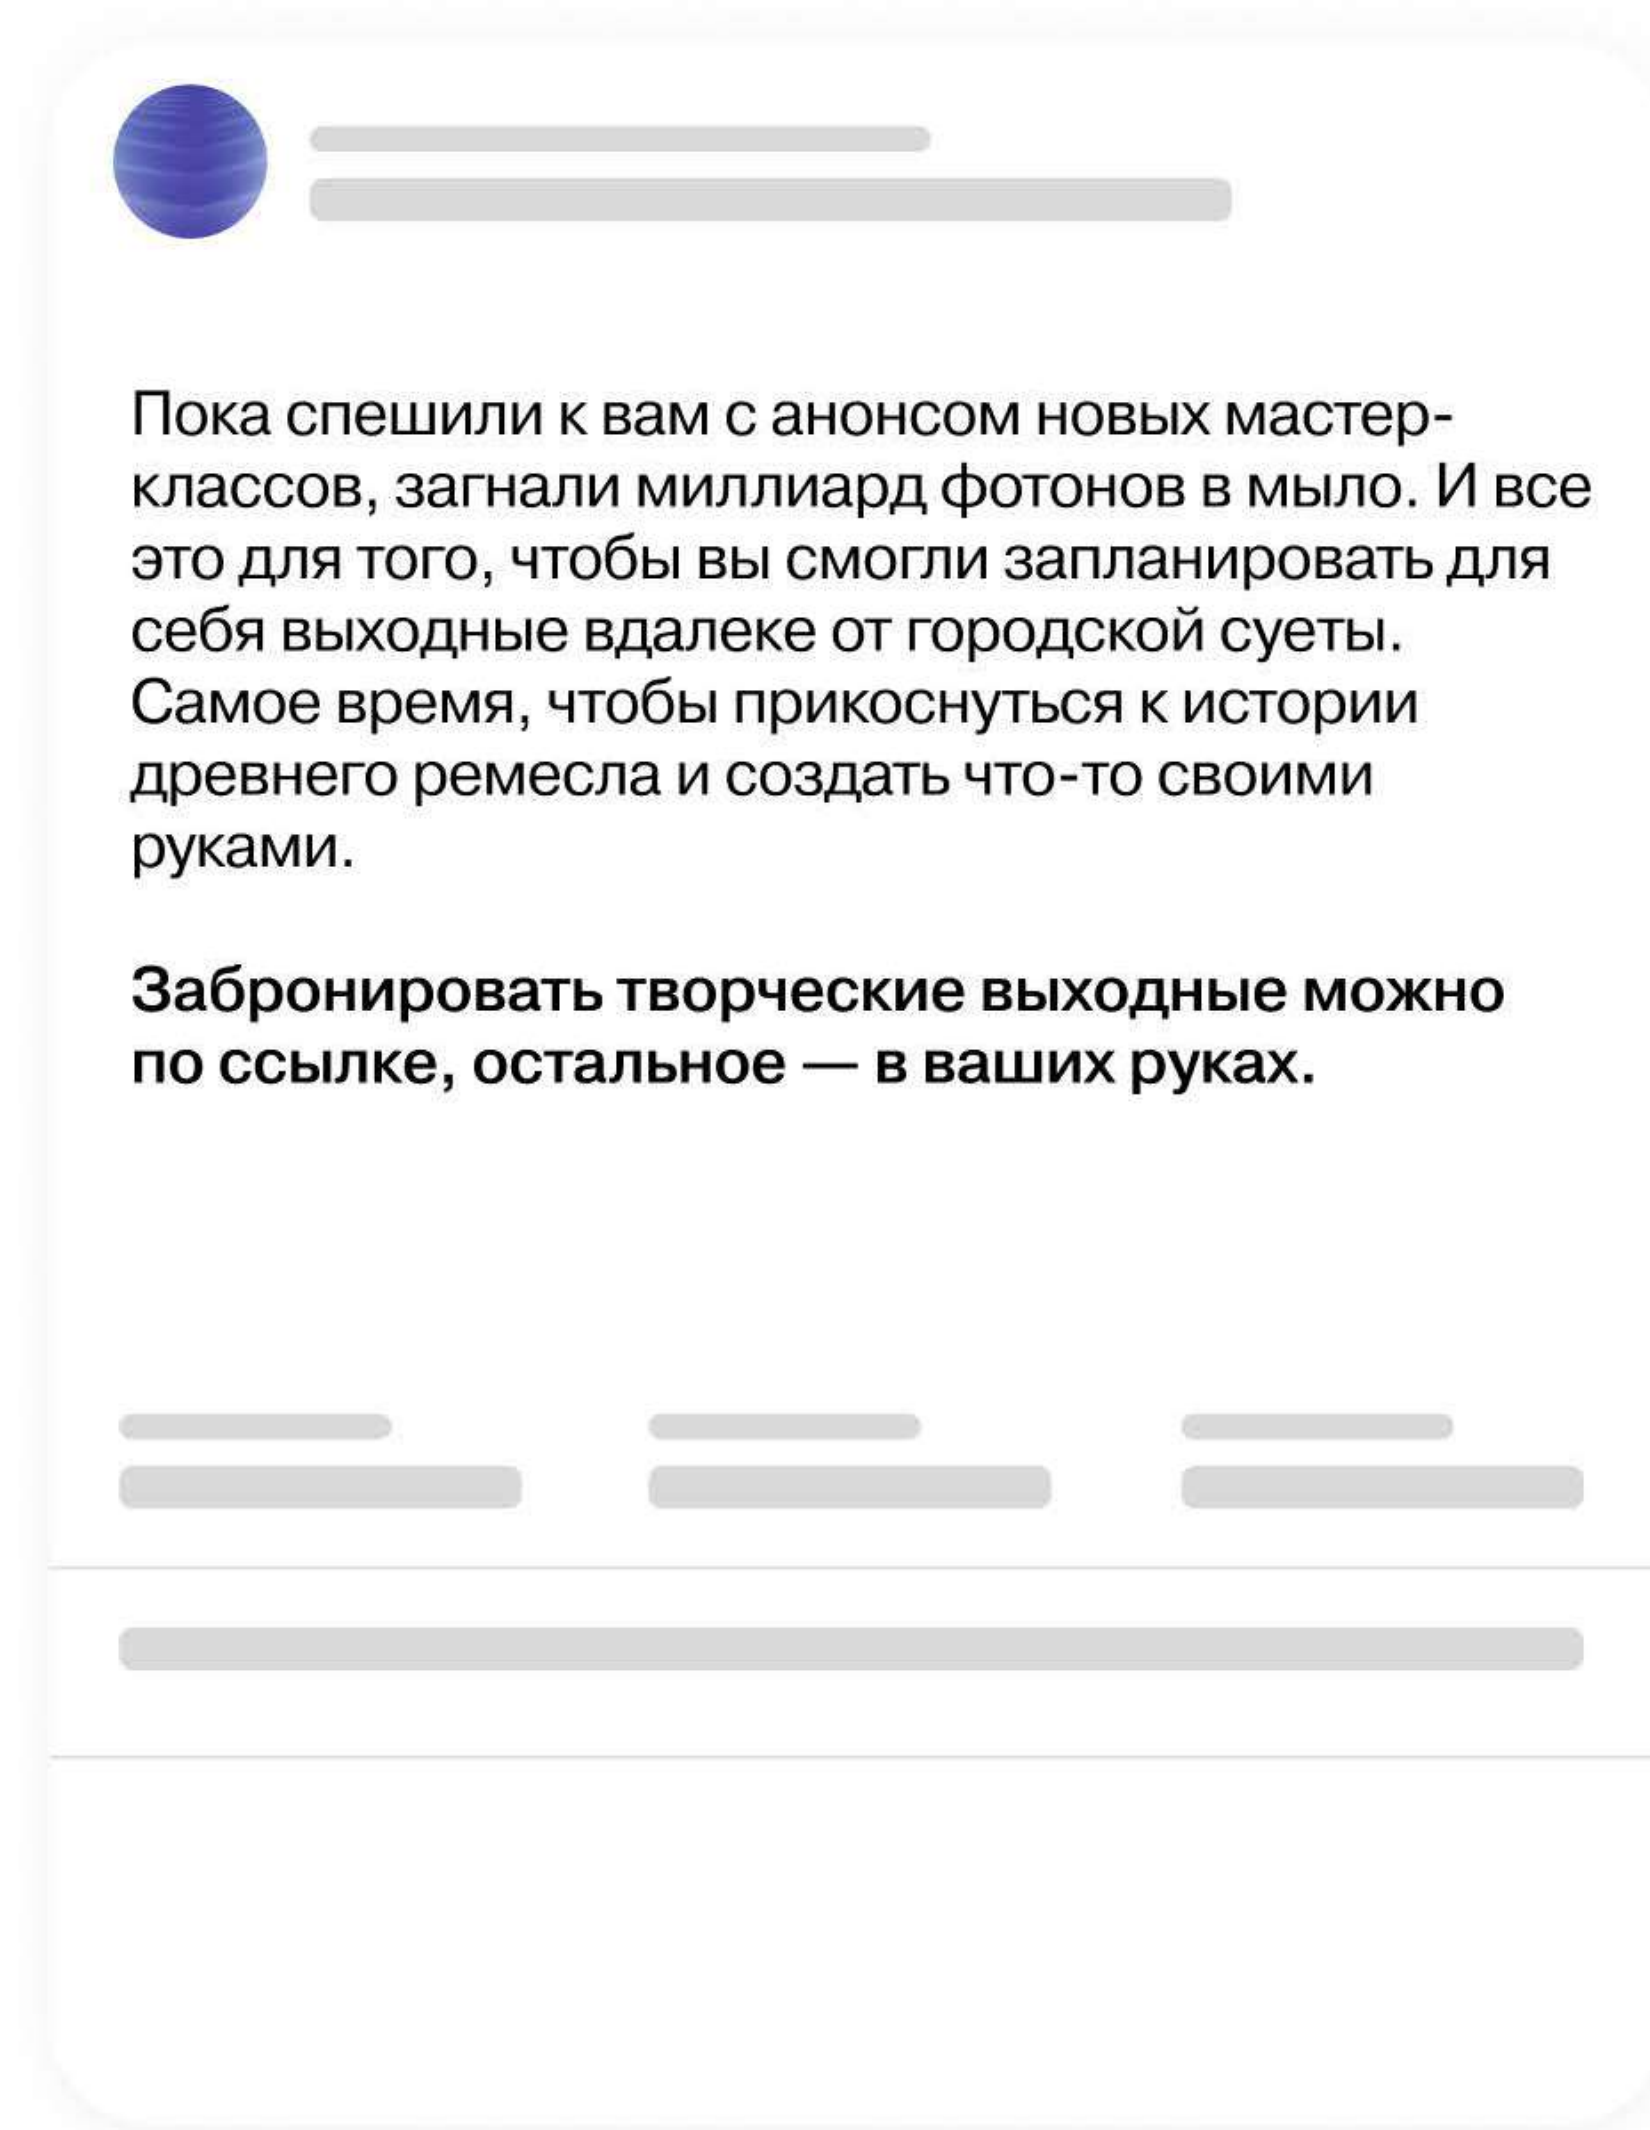 Пока спешили к вам с анонсом новых мастер-
классов, загнали миллиард фотонов в мыло. И все
это для того, чтобы вы смогли запланировать для
себя выходные вдалеке от городской суеты.
Самое время, чтобы прикоснуться к истории
древнего ремесла и создать что-то своими
руками.
Забронировать творческие выходные можно
по ссылке, остальное — в ваших руках.